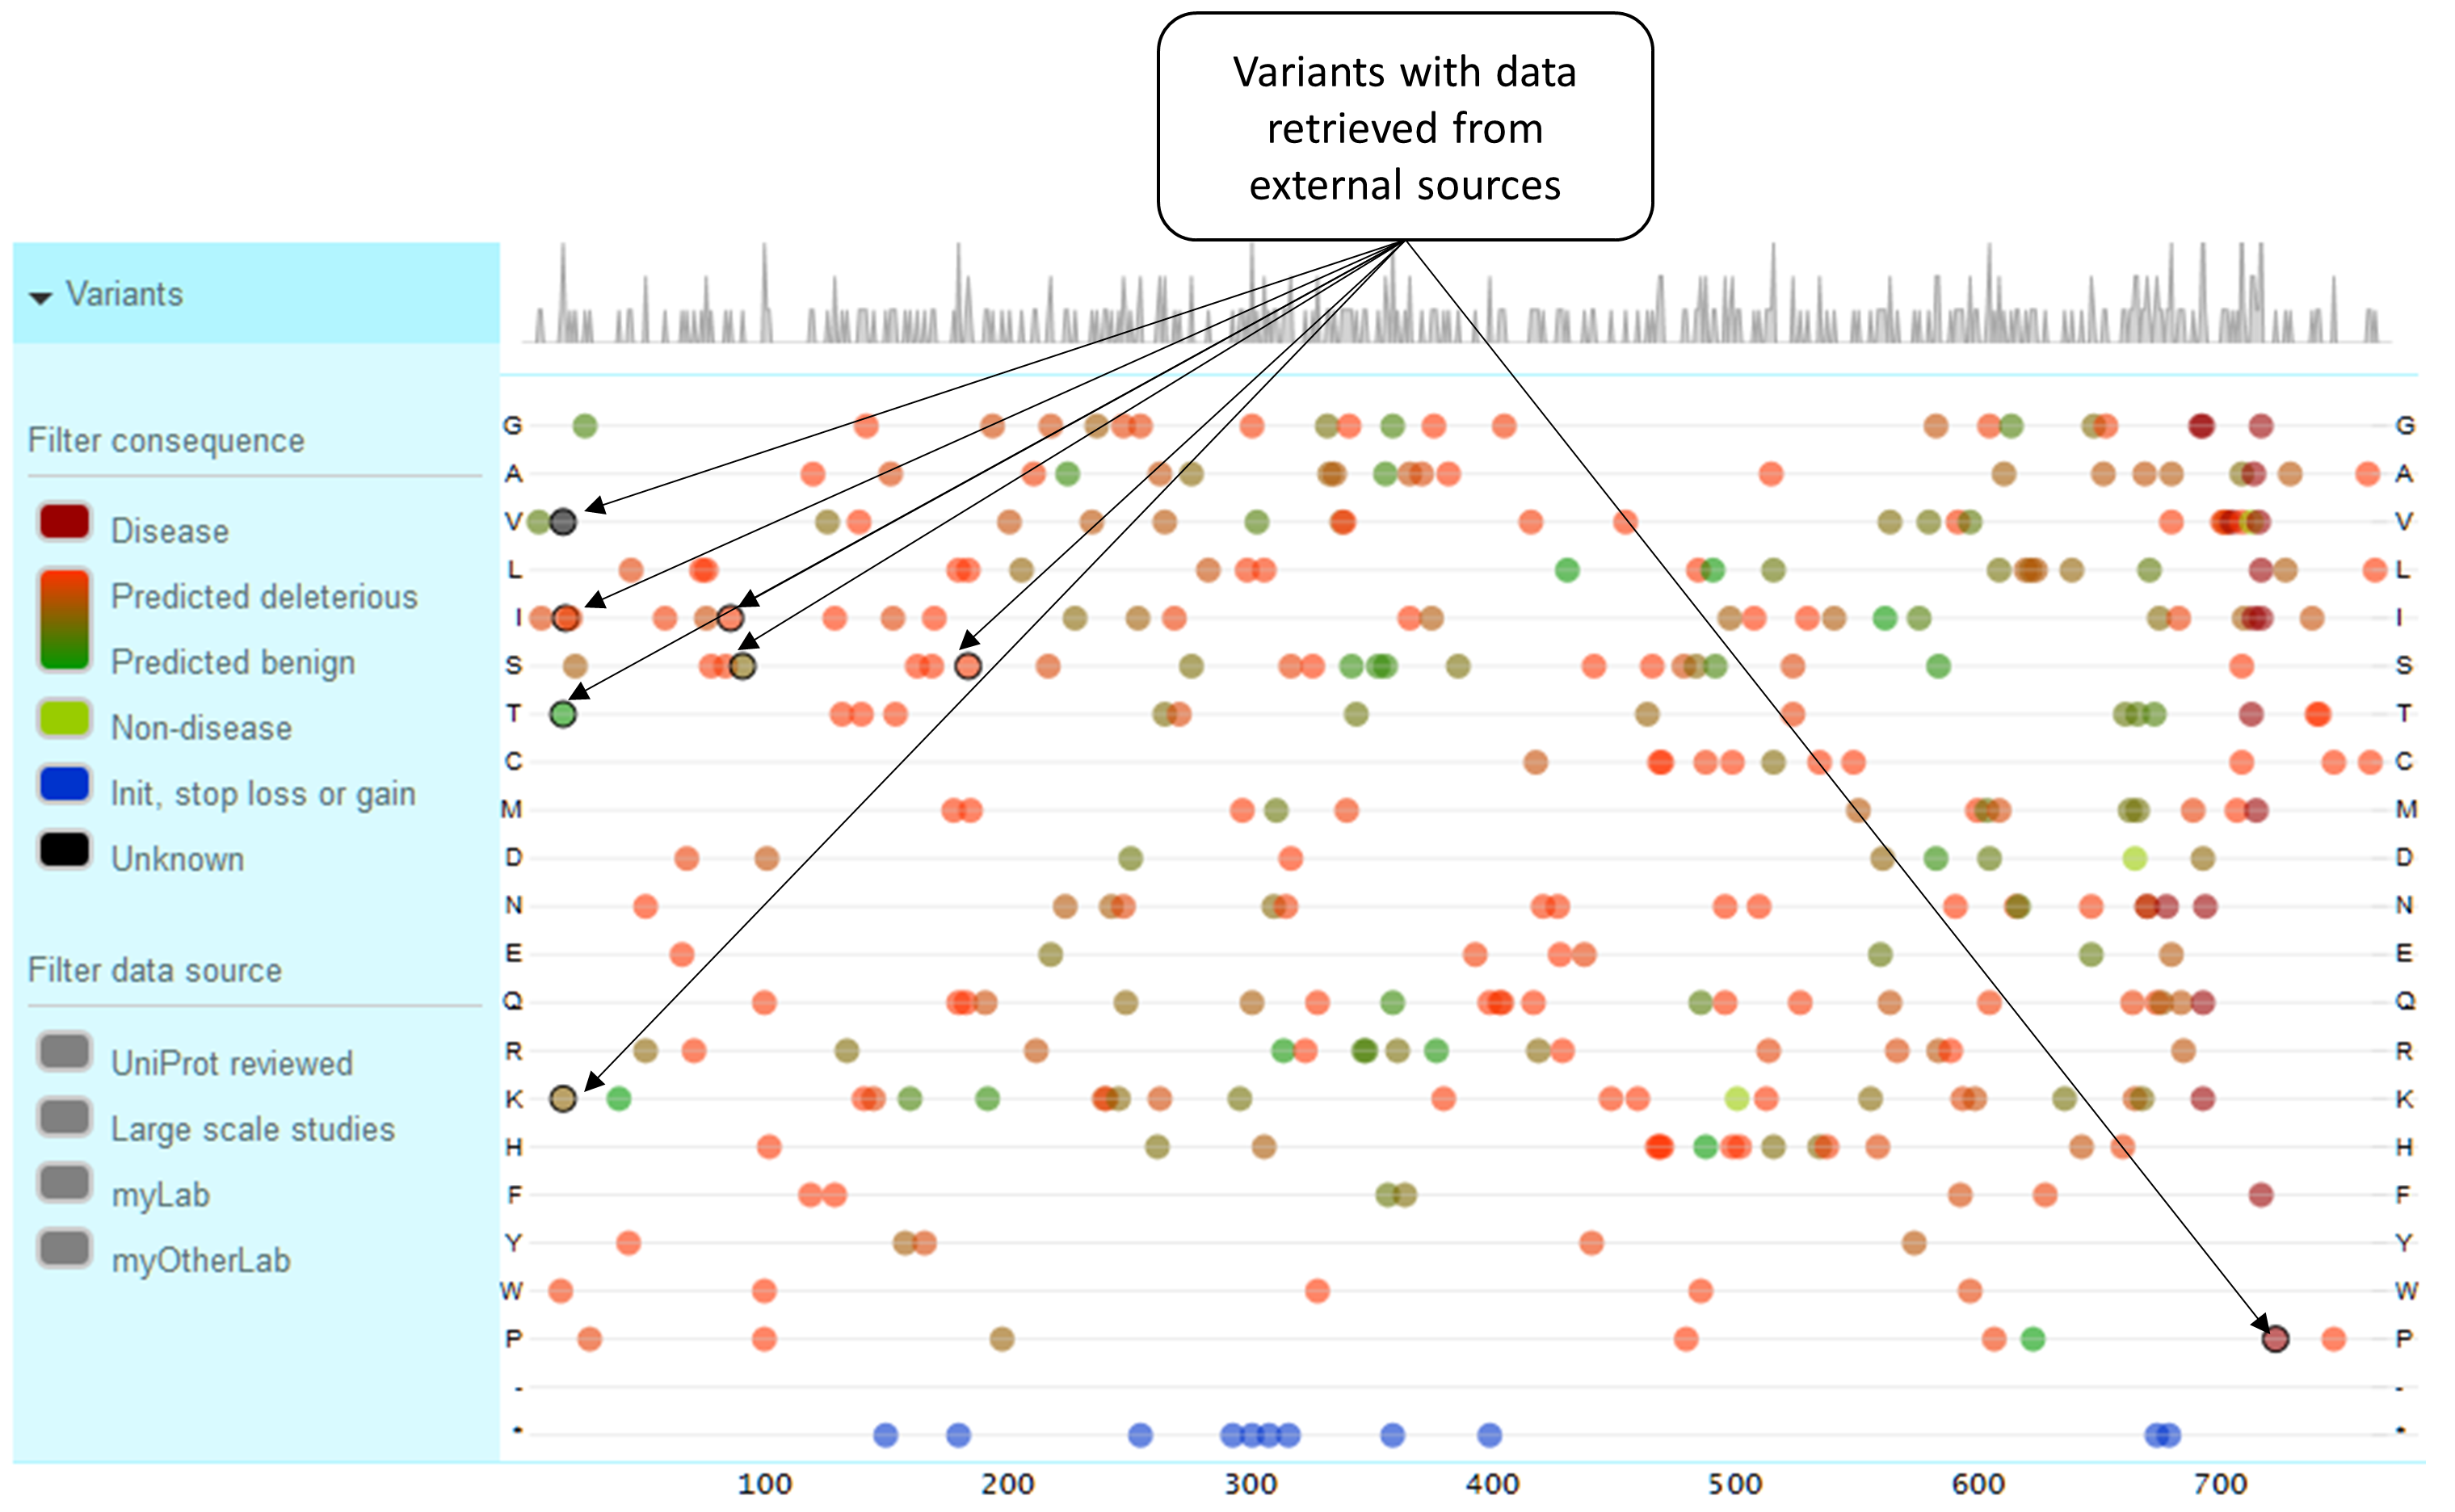 Variants with data
retrieved from
external sources
Variants
Filter consequence
Disease
Predicted deleterious
Predicted benign
Non-disease
Init, stop loss or gain
Unknown
Filter data source
UniProt reviewed
Large scale studies
myLab
myOtherLab
G G
A A
V V
L L
I I
S S
T T
C C
M M
D D
N N
E E
Q Q
R R
K K
H H
F F
Y Y
W W
P P
- -
* *
100 200 300 400 500 600 700